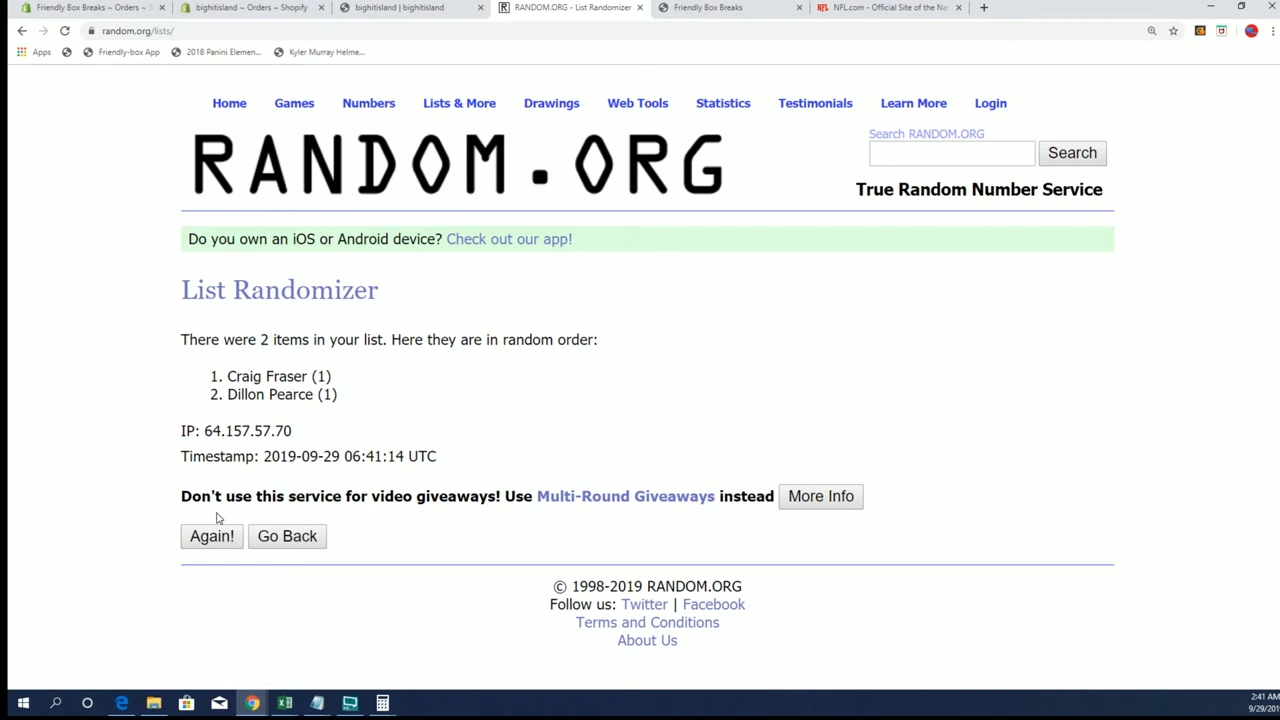 Friendly Box Breaks ~ Orders ~ S
bighitisland ~ Orders ~ Shopify
bighitisland | bighitisland
RANDOM.ORG - List Randomizer
Friendly Box Breaks
NFL.com - Official Site of the Nat
random.org/lists/
Apps
Friendly-box App
2018 Panini Elemen...
Kyler Murray Helme...
Home Games Numbers Lists & More Drawings Web Tools Statistics Testimonials Learn More Login
RANDOM.ORG
Search RANDOM.ORG
Search
True Random Number Service
Do you own an iOS or Android device? Check out our app!
List Randomizer
There were 2 items in your list. Here they are in random order:
1. Craig Fraser (1)
2. Dillon Pearce (1)
IP: 64.157.57.70
Timestamp: 2019-09-29 06:41:14 UTC
Don't use this service for video giveaways! Use Multi-Round Giveaways instead More Info
Again! Go Back
© 1998-2019 RANDOM.ORG
Follow us: Twitter | Facebook
Terms and Conditions
About Us
2:41 AM
9/29/201